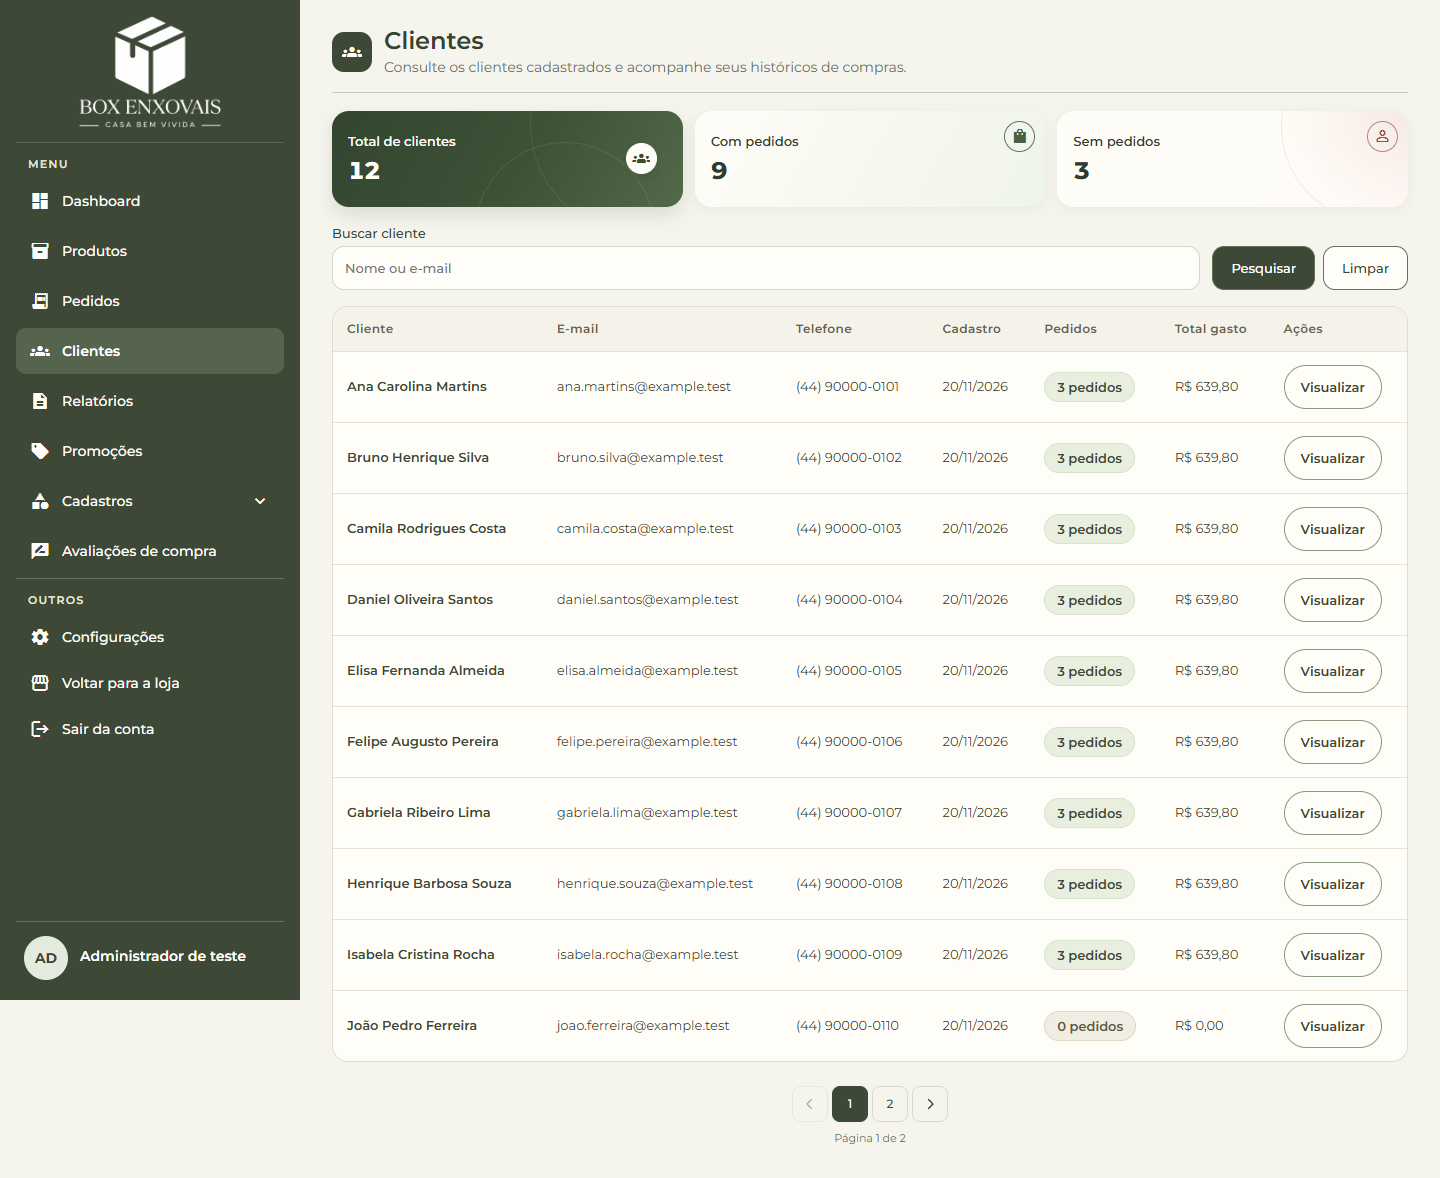 BOX ENXOVAIS
CASA BEM VIVIDA
MENU
Dashboard
Produtos
Pedidos
Clientes
Relatórios
Promoções
Cadastros
Avaliações de compra
OUTROS
Configurações
Voltar para a loja
Sair da conta
AD
Administrador de teste
Clientes
Consulte os clientes cadastrados e acompanhe seus históricos de compras.
Total de clientes
12
Com pedidos
9
Sem pedidos
3
Buscar cliente
Nome ou e-mail
Pesquisar
Limpar
Cliente E-mail Telefone Cadastro Pedidos Total gasto Ações
Ana Carolina Martins ana.martins@example.test (44) 90000-0101 20/11/2026 3 pedidos R$ 639,80 Visualizar
Bruno Henrique Silva bruno.silva@example.test (44) 90000-0102 20/11/2026 3 pedidos R$ 639,80 Visualizar
Camila Rodrigues Costa camila.costa@example.test (44) 90000-0103 20/11/2026 3 pedidos R$ 639,80 Visualizar
Daniel Oliveira Santos daniel.santos@example.test (44) 90000-0104 20/11/2026 3 pedidos R$ 639,80 Visualizar
Elisa Fernanda Almeida elisa.almeida@example.test (44) 90000-0105 20/11/2026 3 pedidos R$ 639,80 Visualizar
Felipe Augusto Pereira felipe.pereira@example.test (44) 90000-0106 20/11/2026 3 pedidos R$ 639,80 Visualizar
Gabriela Ribeiro Lima gabriela.lima@example.test (44) 90000-0107 20/11/2026 3 pedidos R$ 639,80 Visualizar
Henrique Barbosa Souza henrique.souza@example.test (44) 90000-0108 20/11/2026 3 pedidos R$ 639,80 Visualizar
Isabela Cristina Rocha isabela.rocha@example.test (44) 90000-0109 20/11/2026 3 pedidos R$ 639,80 Visualizar
João Pedro Ferreira joao.ferreira@example.test (44) 90000-0110 20/11/2026 0 pedidos R$ 0,00 Visualizar
1 2
Página 1 de 2